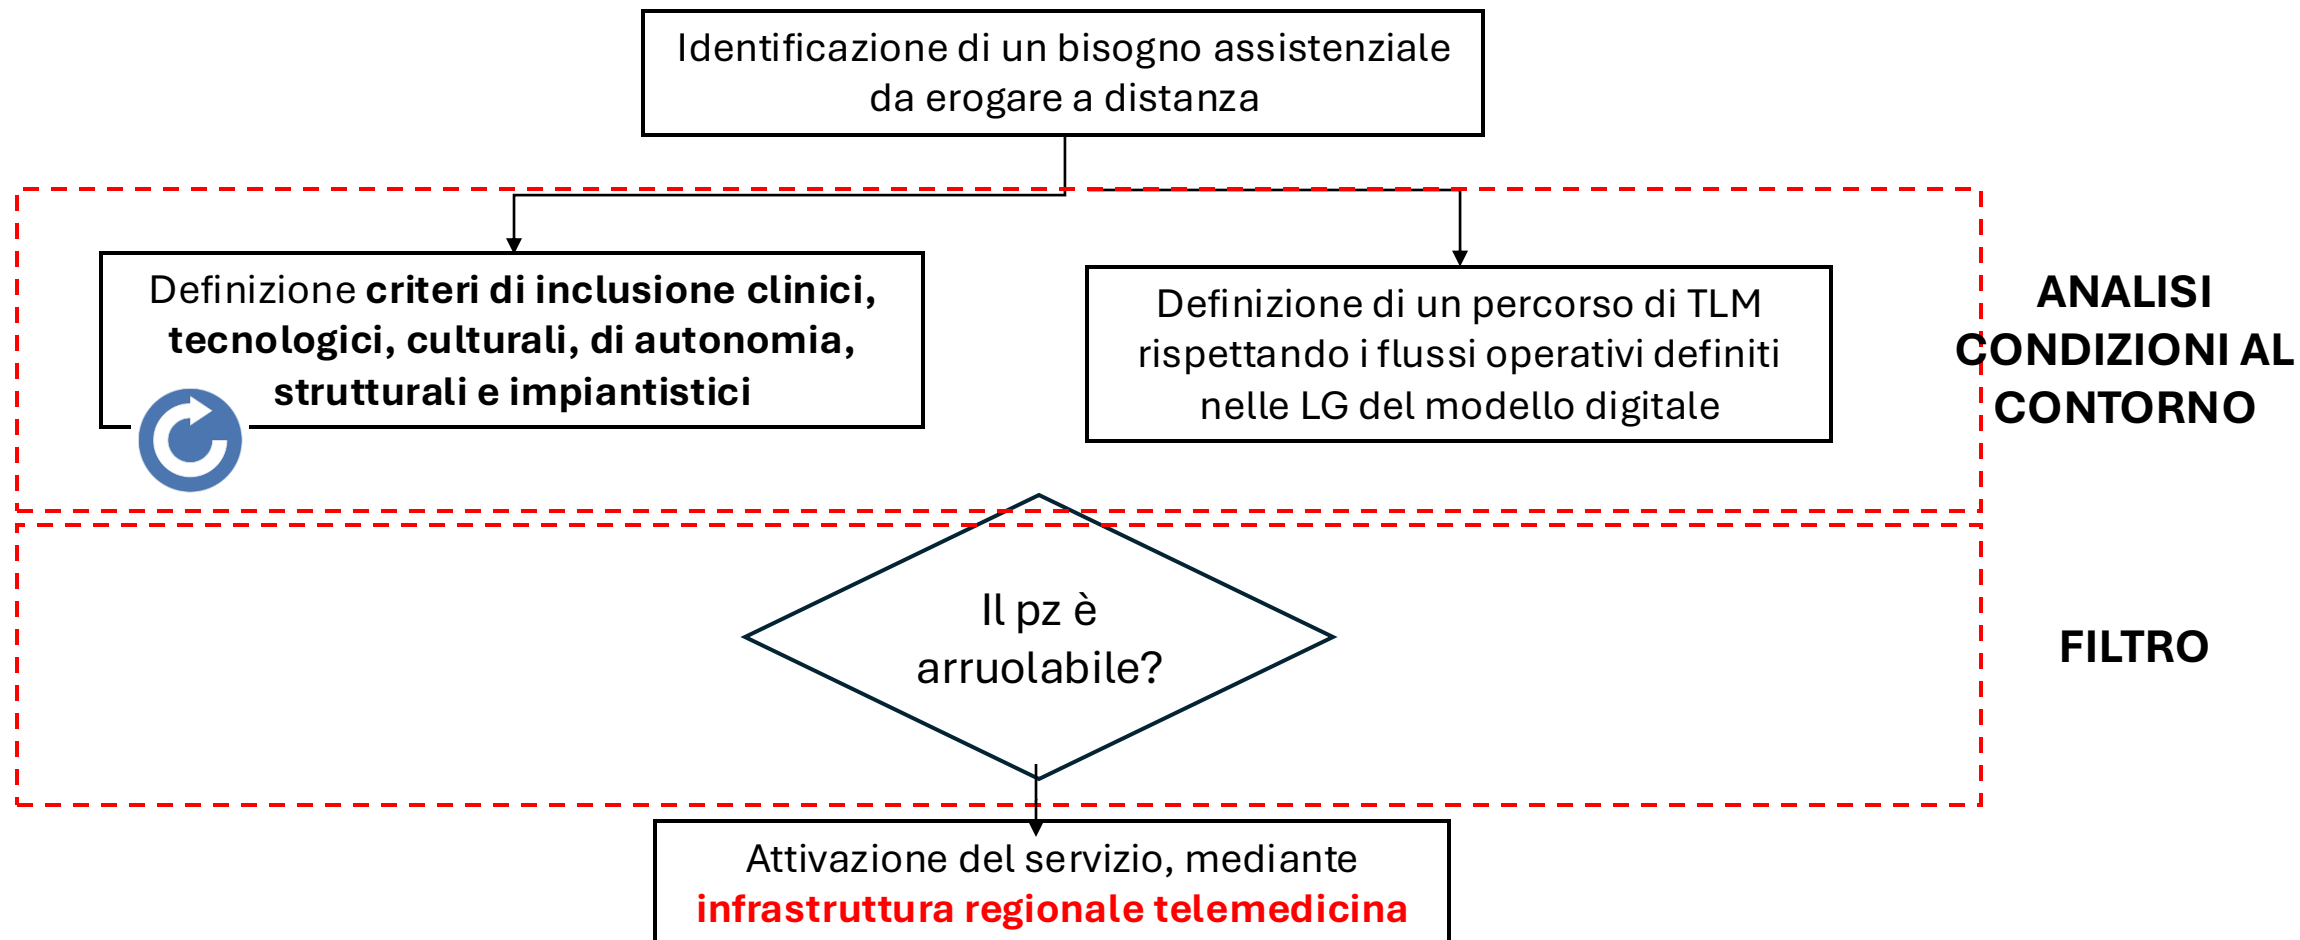 Identificazione di un bisogno assistenziale
da erogare a distanza
Definizione criteri di inclusione clinici,
tecnologici, culturali, di autonomia,
strutturali e impiantistici
Definizione di un percorso di TLM
rispettando i flussi operativi definiti
nelle LG del modello digitale
ANALISI
CONDIZIONI AL
CONTORNO
Il pz è
arruolabile?
FILTRO
Attivazione del servizio, mediante
infrastruttura regionale telemedicina